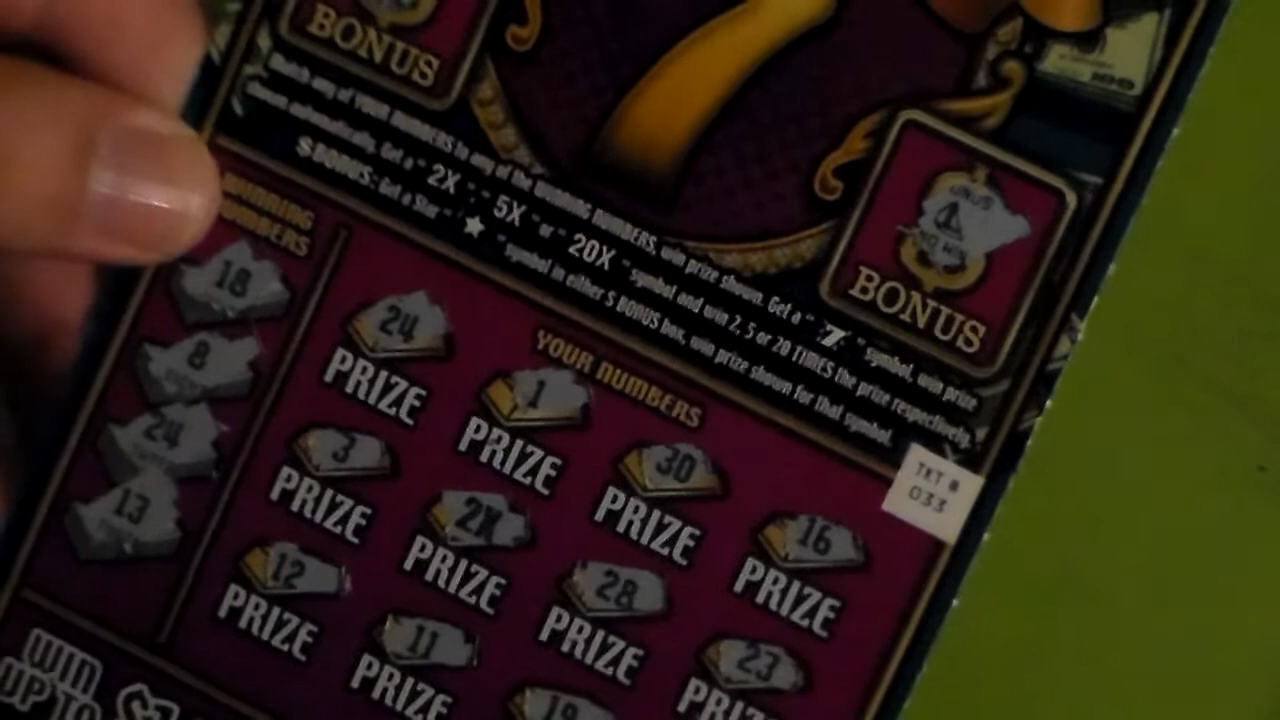 BONUS
7
100
Match any of YOUR NUMBERS to any of the WINNING NUMBERS, win prize shown. Get a "7" symbol, win prize
shown automatically. Get a "2X", "5X" or "20X" symbol and win 2, 5 or 20 TIMES the prize respectively.
$ BONUS: Get a Star "★" symbol in either $ BONUS box, win prize shown for that symbol.
BONUS
WINNING
NUMBERS
18
8
24
13
YOUR NUMBERS
24
PRIZE
1
PRIZE
30
PRIZE
16
PRIZE
3
PRIZE
2X
PRIZE
28
PRIZE
23
PRIZE
12
PRIZE
11
PRIZE
19
TKT #
033
WIN
UP TO